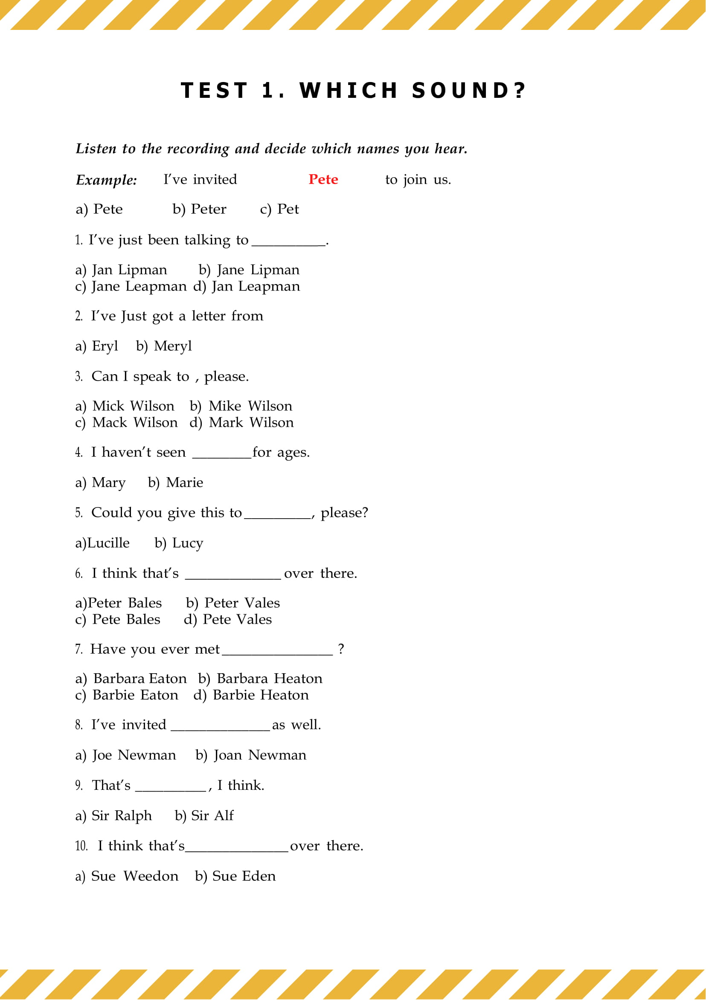 TEST 1. WHICH SOUND?
Listen to the recording and decide which names you hear.
Example: I’ve invited Pete to join us.
a) Pete b) Peter c) Pet
1. I’ve just been talking to __________.
a) Jan Lipman b) Jane Lipman
c) Jane Leapman d) Jan Leapman
2. I’ve Just got a letter from
a) Eryl b) Meryl
3. Can I speak to , please.
a) Mick Wilson b) Mike Wilson
c) Mack Wilson d) Mark Wilson
4. I haven’t seen ________for ages.
a) Mary b) Marie
5. Could you give this to_________, please?
a)Lucille b) Lucy
6. I think that’s _____________ over there.
a)Peter Bales b) Peter Vales
c) Pete Bales d) Pete Vales
7. Have you ever met_______________ ?
a) Barbara Eaton b) Barbara Heaton
c) Barbie Eaton d) Barbie Heaton
8. I’ve invited ______________as well.
a) Joe Newman b) Joan Newman
9. That’s __________, I think.
a) Sir Ralph b) Sir Alf
10. I think that’s______________over there.
a) Sue Weedon b) Sue Eden